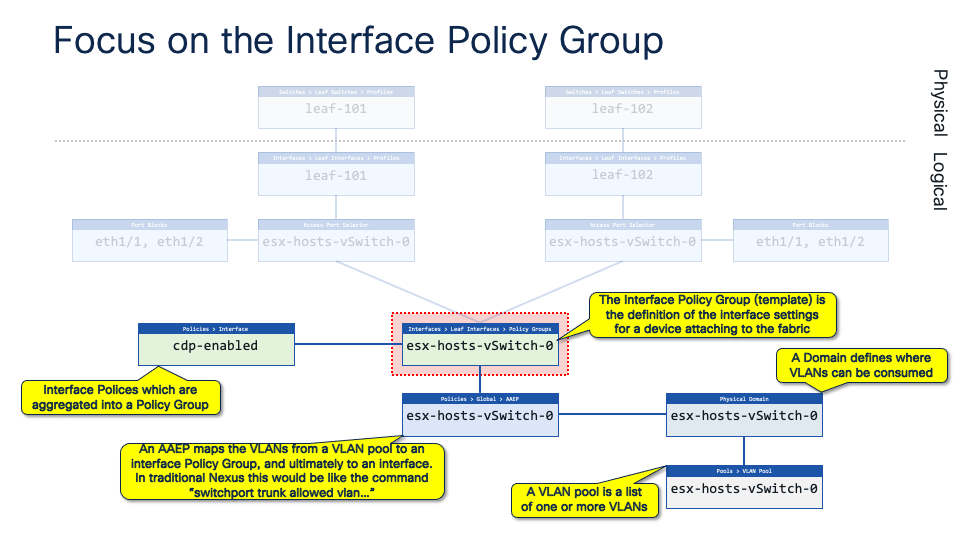 Focus on the Interface Policy Group
Physical
Logical
Switches > Leaf Switches > Profiles
leaf-101
Switches > Leaf Switches > Profiles
leaf-102
Interfaces > Leaf Interfaces > Profiles
leaf-101
Interfaces > Leaf Interfaces > Profiles
leaf-102
Port Blocks
eth1/1, eth1/2
Access Port Selector
esx-hosts-vSwitch-0
Access Port Selector
esx-hosts-vSwitch-0
Port Blocks
eth1/1, eth1/2
The Interface Policy Group (template) is
the definition of the interface settings
for a device attaching to the fabric
Policies > Interface
cdp-enabled
Interfaces > Leaf Interfaces > Policy Groups
esx-hosts-vSwitch-0
A Domain defines where
VLANs can be consumed
Interface Polices which are
aggregated into a Policy Group
Policies > Global > AAEP
esx-hosts-vSwitch-0
Physical Domain
esx-hosts-vSwitch-0
An AAEP maps the VLANs from a VLAN pool to an
Interface Policy Group, and ultimately to an interface.
In traditional Nexus this would be like the command
“switchport trunk allowed vlan…”
Pools > VLAN Pool
esx-hosts-vSwitch-0
A VLAN pool is a list
of one or more VLANs